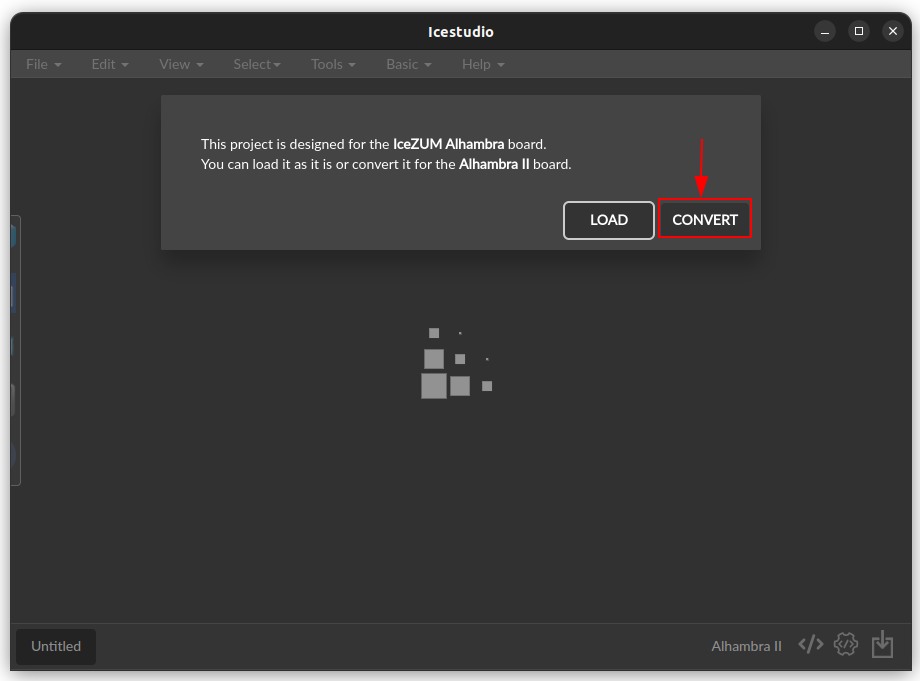 Icestudio
File Edit View Select Tools Basic Help
This project is designed for the IceZUM Alhambra board.
You can load it as it is or convert it for the Alhambra II board.
LOAD CONVERT
Untitled Alhambra II